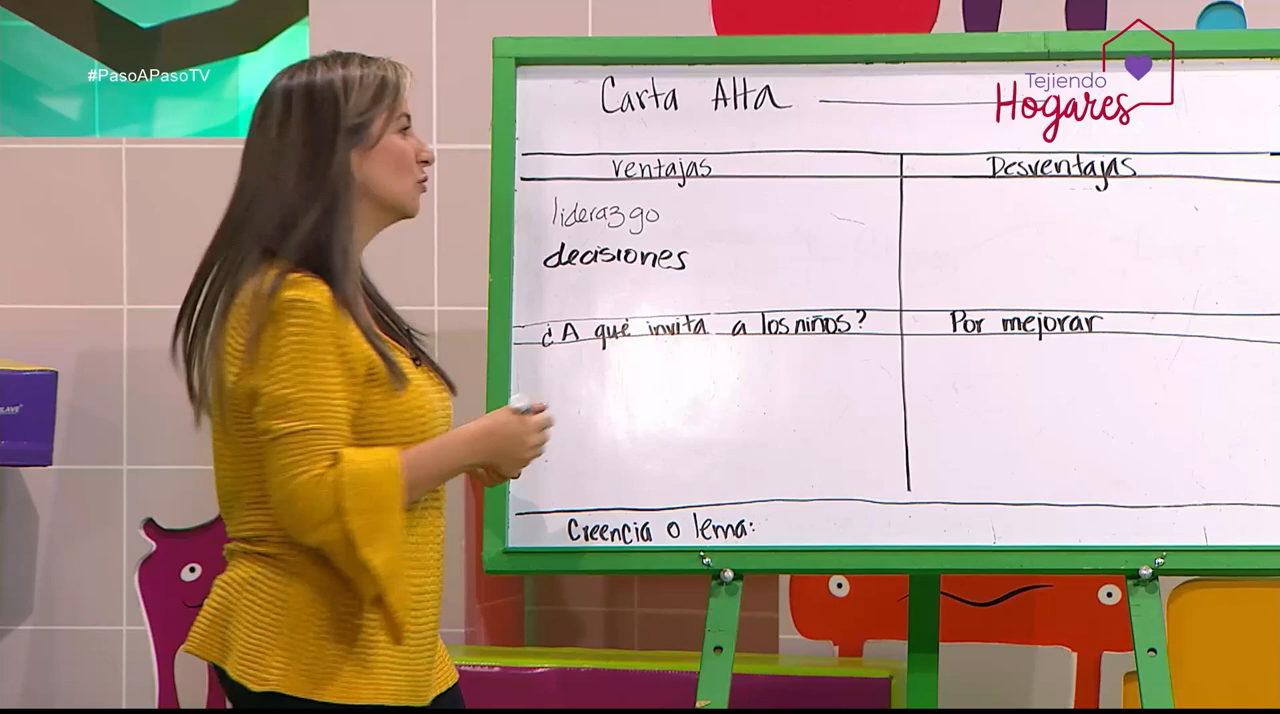 #PasoAPasoTV
Tejiendo
Hogares
Carta Alta
Ventajas
Desventajas
liderazgo
decisiones
¿A qué invita a los niños?
Por mejorar
Creencia o lema: